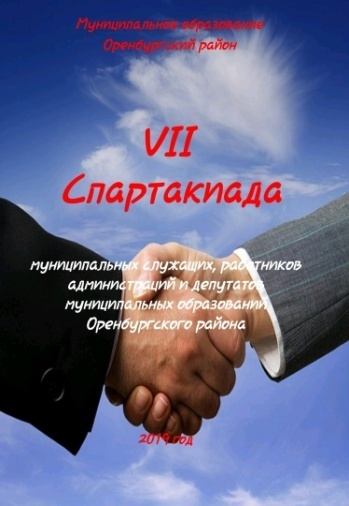 Муниципальное образование
Оренбургский район
VII
Спартакиада
муниципальных служащих, работников
администраций и депутатов
муниципальных образований
Оренбургского района
2019 год